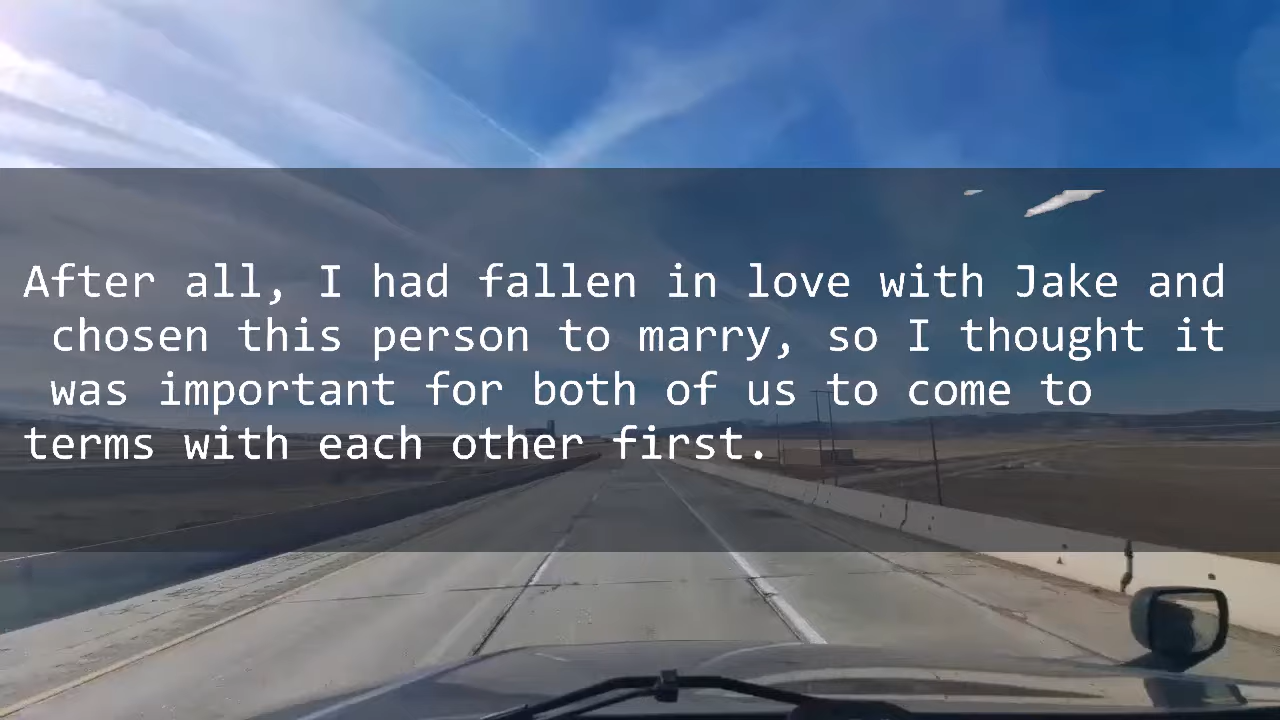 After all, I had fallen in love with Jake and
chosen this person to marry, so I thought it
was important for both of us to come to
terms with each other first.